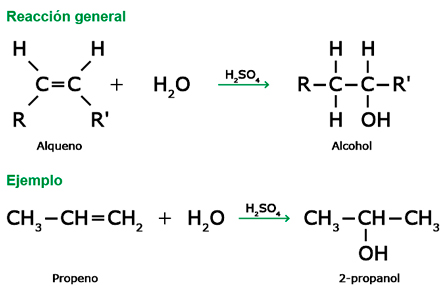 Reacción general
H H H H
C=C + H₂O H₂SO₄ R–C–C–R'
R R' H OH
Alqueno Alcohol
Ejemplo
CH₃–CH=CH₂ + H₂O H₂SO₄ CH₃–CH–CH₃
OH
Propeno 2-propanol